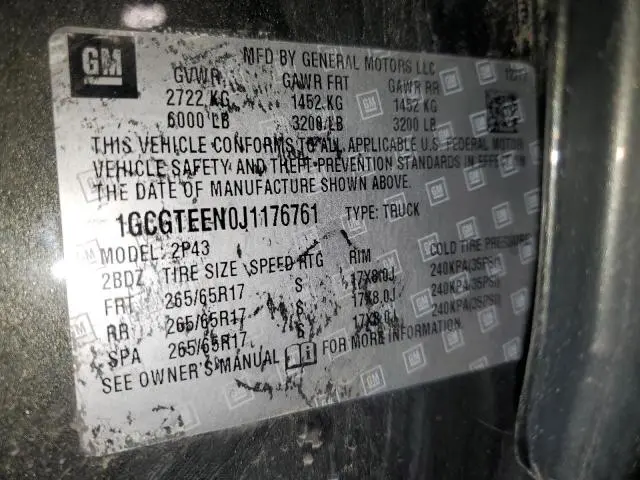 GM
MFD BY GENERAL MOTORS LLC
GVWR GAWR FRT GAWR RR
2722 KG 1452 KG 1452 KG
6000 LB 3200 LB 3200 LB
THIS VEHICLE CONFORMS TO ALL APPLICABLE U.S. FEDERAL MOTOR
VEHICLE SAFETY AND THEFT PREVENTION STANDARDS IN EFFECT ON
THE DATE OF MANUFACTURE SHOWN ABOVE.
1GCGTEEN0J1176761 TYPE: TRUCK
MODEL: 2P43
2BDZ TIRE SIZE SPEED RTG RIM COLD TIRE PRESSURE
FRT 265/65R17 S 17X8.0J 240KPA(35PSI)
RR 265/65R17 S 17X8.0J 240KPA(35PSI)
SPA 265/65R17 S 17X8.0J 240KPA(35PSI)
SEE OWNER'S MANUAL FOR MORE INFORMATION.